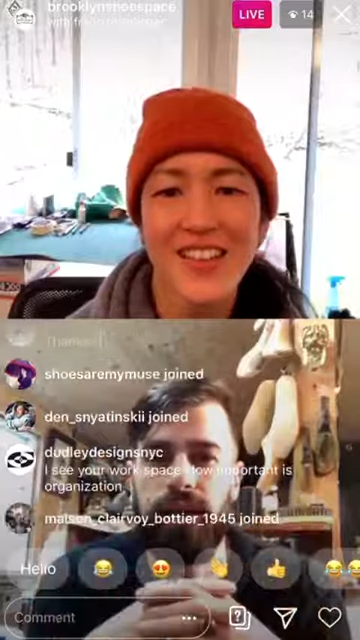 brooklynshoespace
LIVE
14
Thames
shoesaremymuse joined
den_snyatinskii joined
dudleydesignsnyc
I see your work space How important is
organization
maison_clairvoy_bottier_1945 joined
Hello
Comment